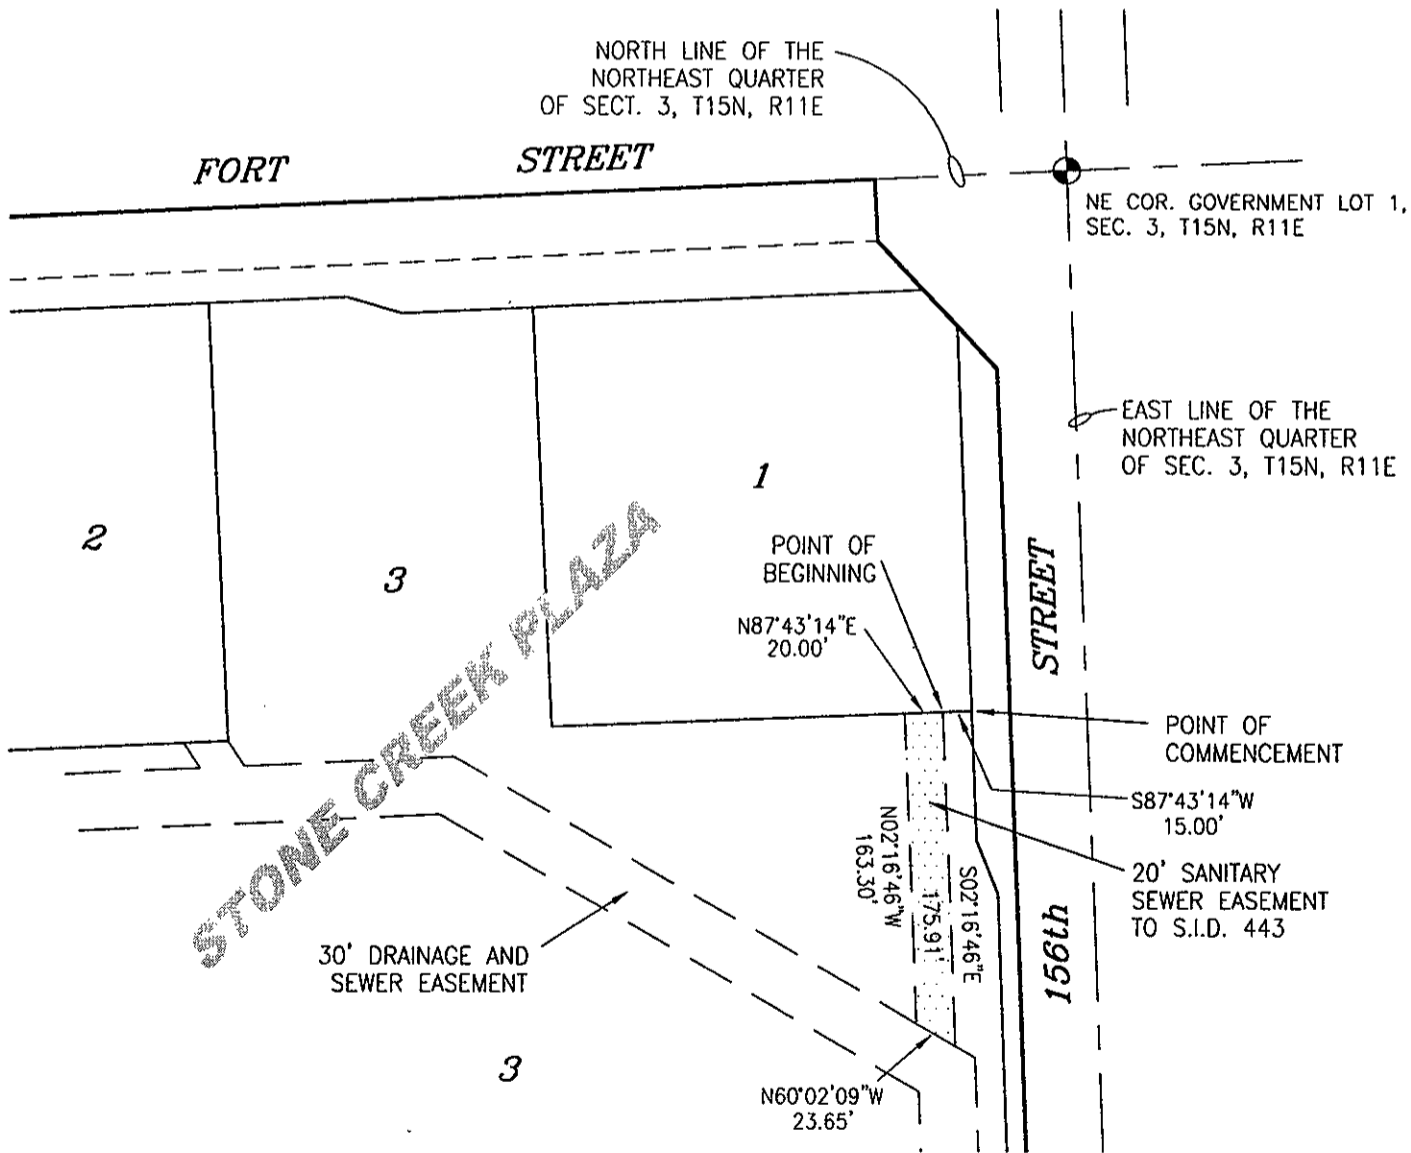 NORTH LINE OF THE
NORTHEAST QUARTER
OF SECT. 3, T15N, R11E
FORT STREET
NE COR. GOVERNMENT LOT 1,
SEC. 3, T15N, R11E
EAST LINE OF THE
NORTHEAST QUARTER
OF SEC. 3, T15N, R11E
1
2
3
STONE CREEK PLAZA
POINT OF
BEGINNING
N87°43'14"E
20.00'
156th STREET
POINT OF
COMMENCEMENT
S87°43'14"W
15.00'
20' SANITARY
SEWER EASEMENT
TO S.I.D. 443
N02°16'46"W
163.30'
175.91'
S02°16'46"E
30' DRAINAGE AND
SEWER EASEMENT
3
N60°02'09"W
23.65'